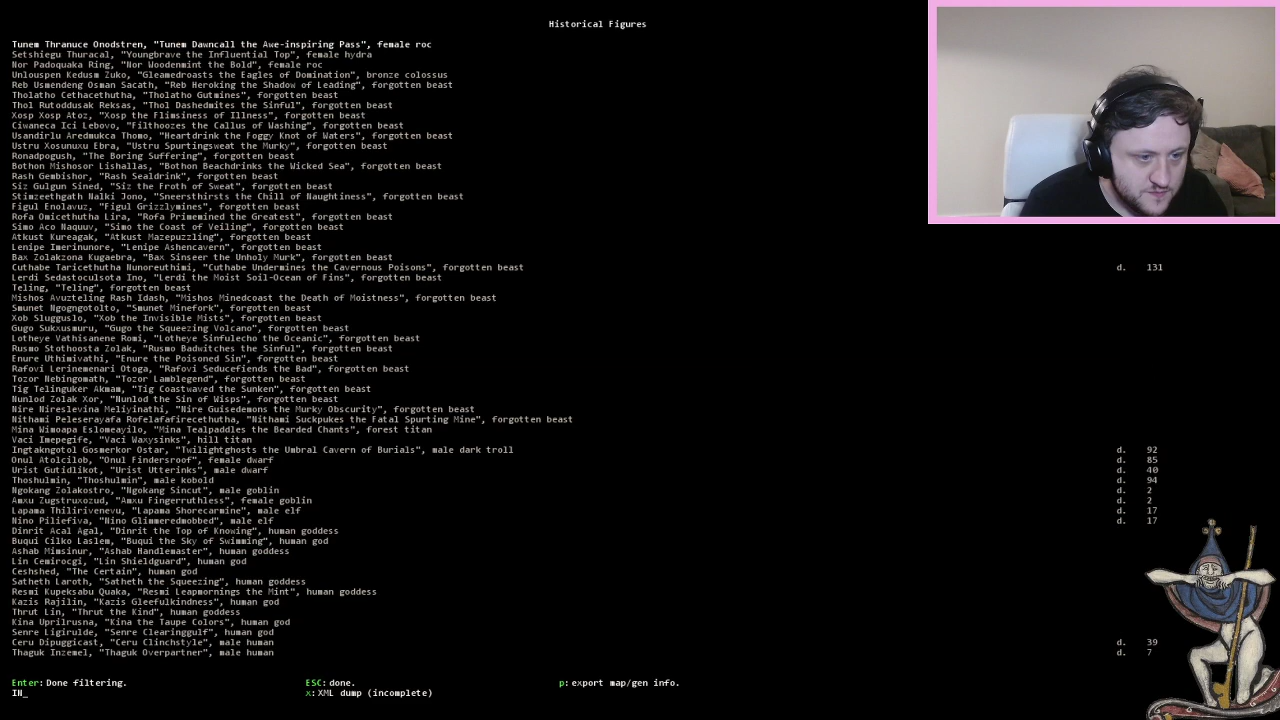 Historical Figures
Tunem Thranuce Onodstren, "Tunem Dawncall the Awe-inspiring Pass", female roc
Setshiegu Thuracal, "Youngbrave the Influential Top", female hydra
Nor Padoquaka Ring, "Nor Woodenmint the Bold", female roc
Unlouspen Kedusm Zuko, "Gleamedroasts the Eagles of Domination", bronze colossus
Reb Usmendeng Osman Sacath, "Reb Heroking the Shadow of Leading", forgotten beast
Tholatho Cethacethutha, "Tholatho Gutmines", forgotten beast
Thol Rutoddusak Reksas, "Thol Dashedmites the Sinful", forgotten beast
Xosp Xosp Atoz, "Xosp the Flimsiness of Illness", forgotten beast
Ciwaneca Ici Lebovo, "Filthoozes the Callus of Washing", forgotten beast
Usandirlu Aredmukca Thomo, "Heartdrink the Foggy Knot of Waters", forgotten beast
Ustru Xosunuxu Ebra, "Ustru Spurtingsweat the Murky", forgotten beast
Ronadpogush, "The Boring Suffering", forgotten beast
Bothon Mishosor Lishallas, "Bothon Beachdrinks the Wicked Sea", forgotten beast
Rash Gembishor, "Rash Sealdrink", forgotten beast
Siz Gulgun Sined, "Siz the Froth of Sweat", forgotten beast
Stimzeethgath Nalki Jono, "Sneersthirsts the Chill of Naughtiness", forgotten beast
Figul Enolavuz, "Figul Grizzlymines", forgotten beast
Rofa Omicethutha Lira, "Rofa Primemined the Greatest", forgotten beast
Simo Aco Naquuv, "Simo the Coast of Veiling", forgotten beast
Atkust Kureagak, "Atkust Mazepuzzling", forgotten beast
Lenipe Imerinunore, "Lenipe Ashencavern", forgotten beast
Bax Zolakzona Kugaebra, "Bax Sinseer the Unholy Murk", forgotten beast
Cuthabe Taricethutha Nunoreuthimi, "Cuthabe Undermines the Cavernous Poisons", forgotten beast d. 131
Lerdi Sedastoculsota Ino, "Lerdi the Moist Soil-Ocean of Fins", forgotten beast
Teling, "Teling", forgotten beast
Mishos Avuzteling Rash Idash, "Mishos Minedcoast the Death of Moistness", forgotten beast
Smunet Ngogngotolto, "Smunet Minefork", forgotten beast
Xob Slugguslo, "Xob the Invisible Mists", forgotten beast
Gugo Sukxusmuru, "Gugo the Squeezing Volcano", forgotten beast
Lotheye Vathisanene Romi, "Lotheye Sinfulecho the Oceanic", forgotten beast
Rusmo Stothoosta Zolak, "Rusmo Badwitches the Sinful", forgotten beast
Enure Uthimivathi, "Enure the Poisoned Sin", forgotten beast
Rafovi Lerinemenari Otoga, "Rafovi Seducefiends the Bad", forgotten beast
Tozor Nebingomath, "Tozor Lamblegend", forgotten beast
Tig Telinguker Akmam, "Tig Coastwaved the Sunken", forgotten beast
Nunlod Zolak Xor, "Nunlod the Sin of Wisps", forgotten beast
Nire Nireslevina Meliyinathi, "Nire Guisedemons the Murky Obscurity", forgotten beast
Nithami Peleserayafa Rofelafafirecethutha, "Nithami Suckpukes the Fatal Spurting Mine", forgotten beast
Mina Wimoapa Eslomeayilo, "Mina Tealpaddles the Bearded Chants", forest titan
Vaci Imepegife, "Vaci Waxysinks", hill titan
Ingtakngotol Gosmerkor Ostar, "Twilightghosts the Umbral Cavern of Burials", male dark troll d. 92
Onul Atolcilob, "Onul Findersroof", female dwarf d. 85
Urist Gutidlikot, "Urist Utterinks", male dwarf d. 40
Thoshulmin, "Thoshulmin", male kobold d. 94
Ngokang Zolakostro, "Ngokang Sincut", male goblin d. 2
Amxu Zugstruxozud, "Amxu Fingerruthless", female goblin d. 2
Lapama Thilirivenevu, "Lapama Shorecarmine", male elf d. 17
Nino Piliefiva, "Nino Glimmeredmobbed", male elf d. 17
Dinrit Acal Agal, "Dinrit the Top of Knowing", human goddess
Buqui Cilko Laslem, "Buqui the Sky of Swimming", human god
Ashab Mimsinur, "Ashab Handlemaster", human goddess
Lin Cemirocgi, "Lin Shieldguard", human god
Ceshshed, "The Certain", human god
Satheth Laroth, "Satheth the Squeezing", human goddess
Resmi Kupeksabu Quaka, "Resmi Leapmornings the Mint", human goddess
Kazis Rajilin, "Kazis Gleefulkindness", human god
Thrut Lin, "Thrut the Kind", human goddess
Kina Uprilrusna, "Kina the Taupe Colors", human god
Senre Ligirulde, "Senre Clearinggulf", human god
Ceru Dipuggicast, "Ceru Clinchstyle", male human d. 39
Thaguk Inzemel, "Thaguk Overpartner", male human d. 7
Enter: Done filtering. ESC: done. p: export map/gen info.
IN_ x: XML dump (incomplete)